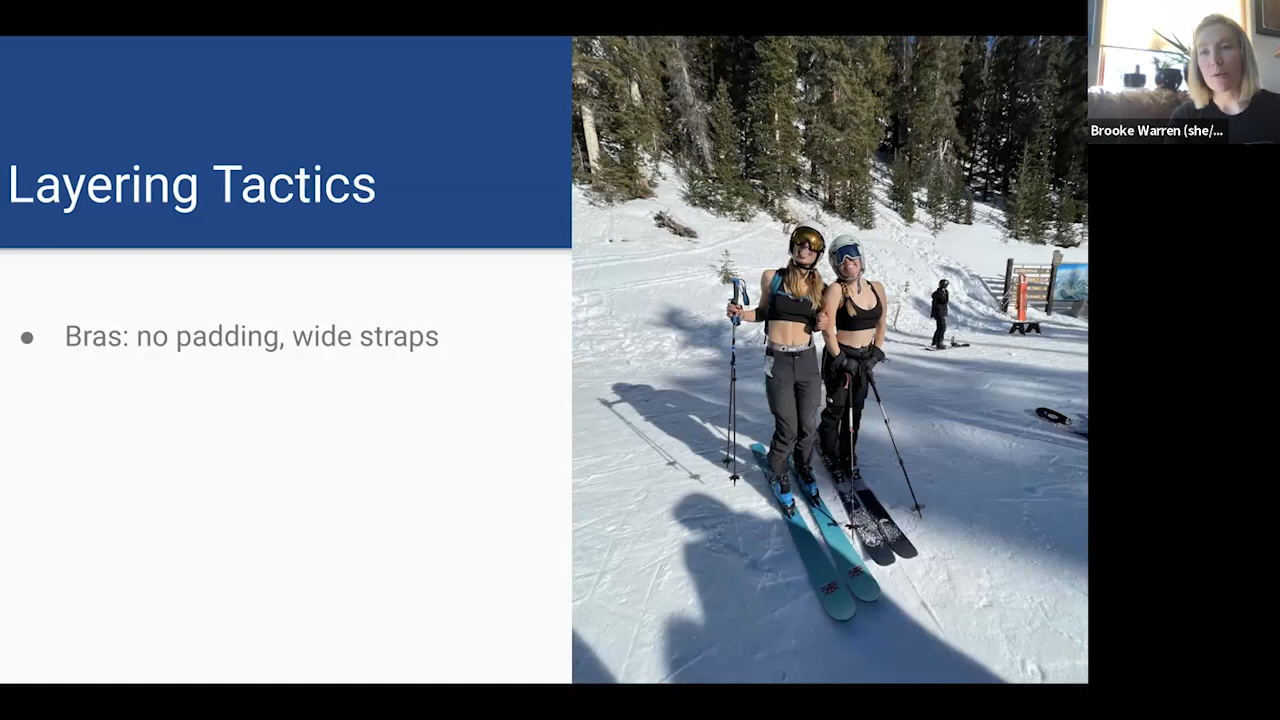 Layering Tactics
● Bras: no padding, wide straps
Brooke Warren (she/...